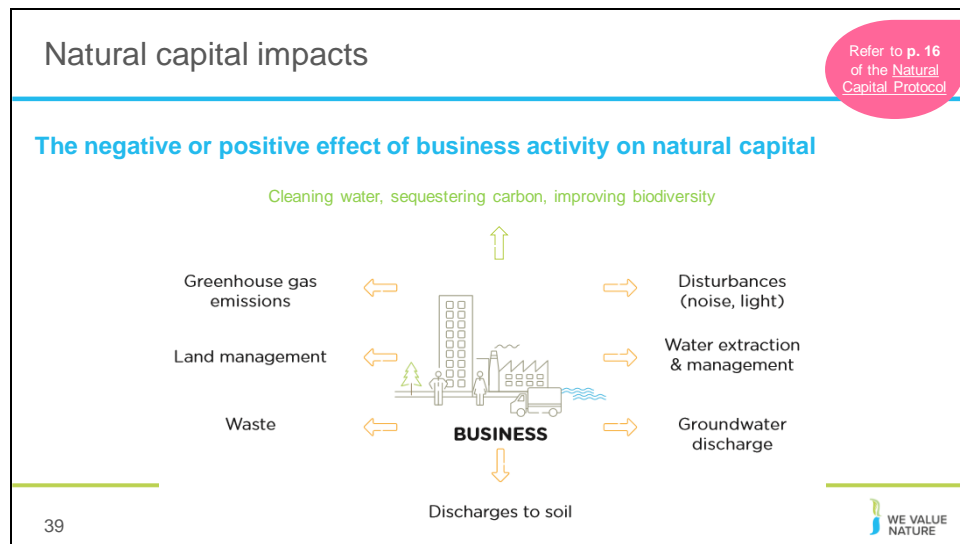 Natural capital impacts
Refer to p. 16
of the Natural
Capital Protocol
The negative or positive effect of business activity on natural capital
Cleaning water, sequestering carbon, improving biodiversity
Greenhouse gas
emissions
Disturbances
(noise, light)
Land management
Water extraction
& management
Waste
BUSINESS
Groundwater
discharge
Discharges to soil
39
WE VALUE
NATURE